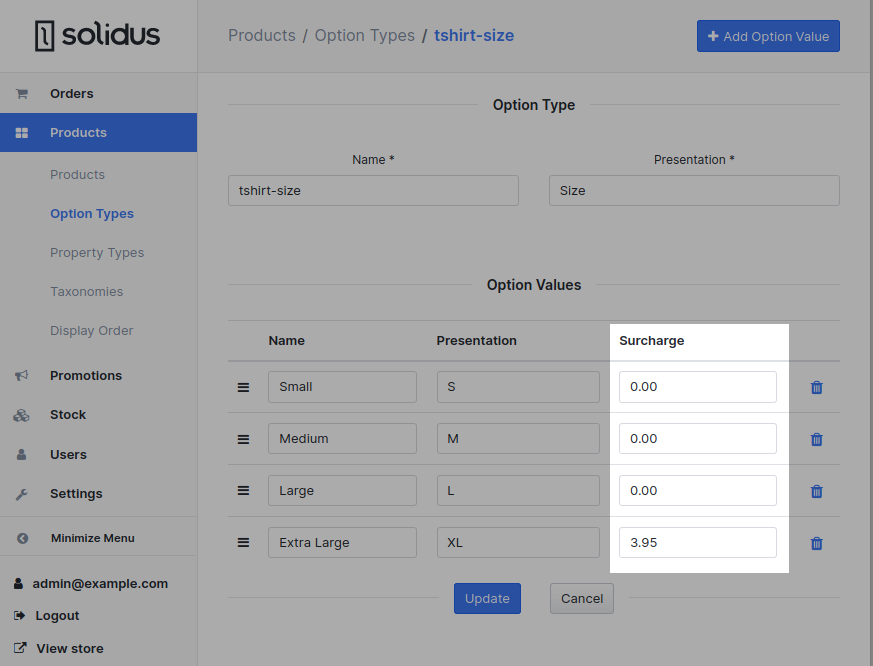 solidus
Products / Option Types / tshirt-size
Add Option Value
Orders
Products
Products
Option Types
Property Types
Taxonomies
Display Order
Promotions
Stock
Users
Settings
Minimize Menu
admin@example.com
Logout
View store
Option Type
Name * Presentation *
tshirt-size Size
Option Values
Name Presentation Surcharge
Small S 0.00
Medium M 0.00
Large L 0.00
Extra Large XL 3.95
Update Cancel